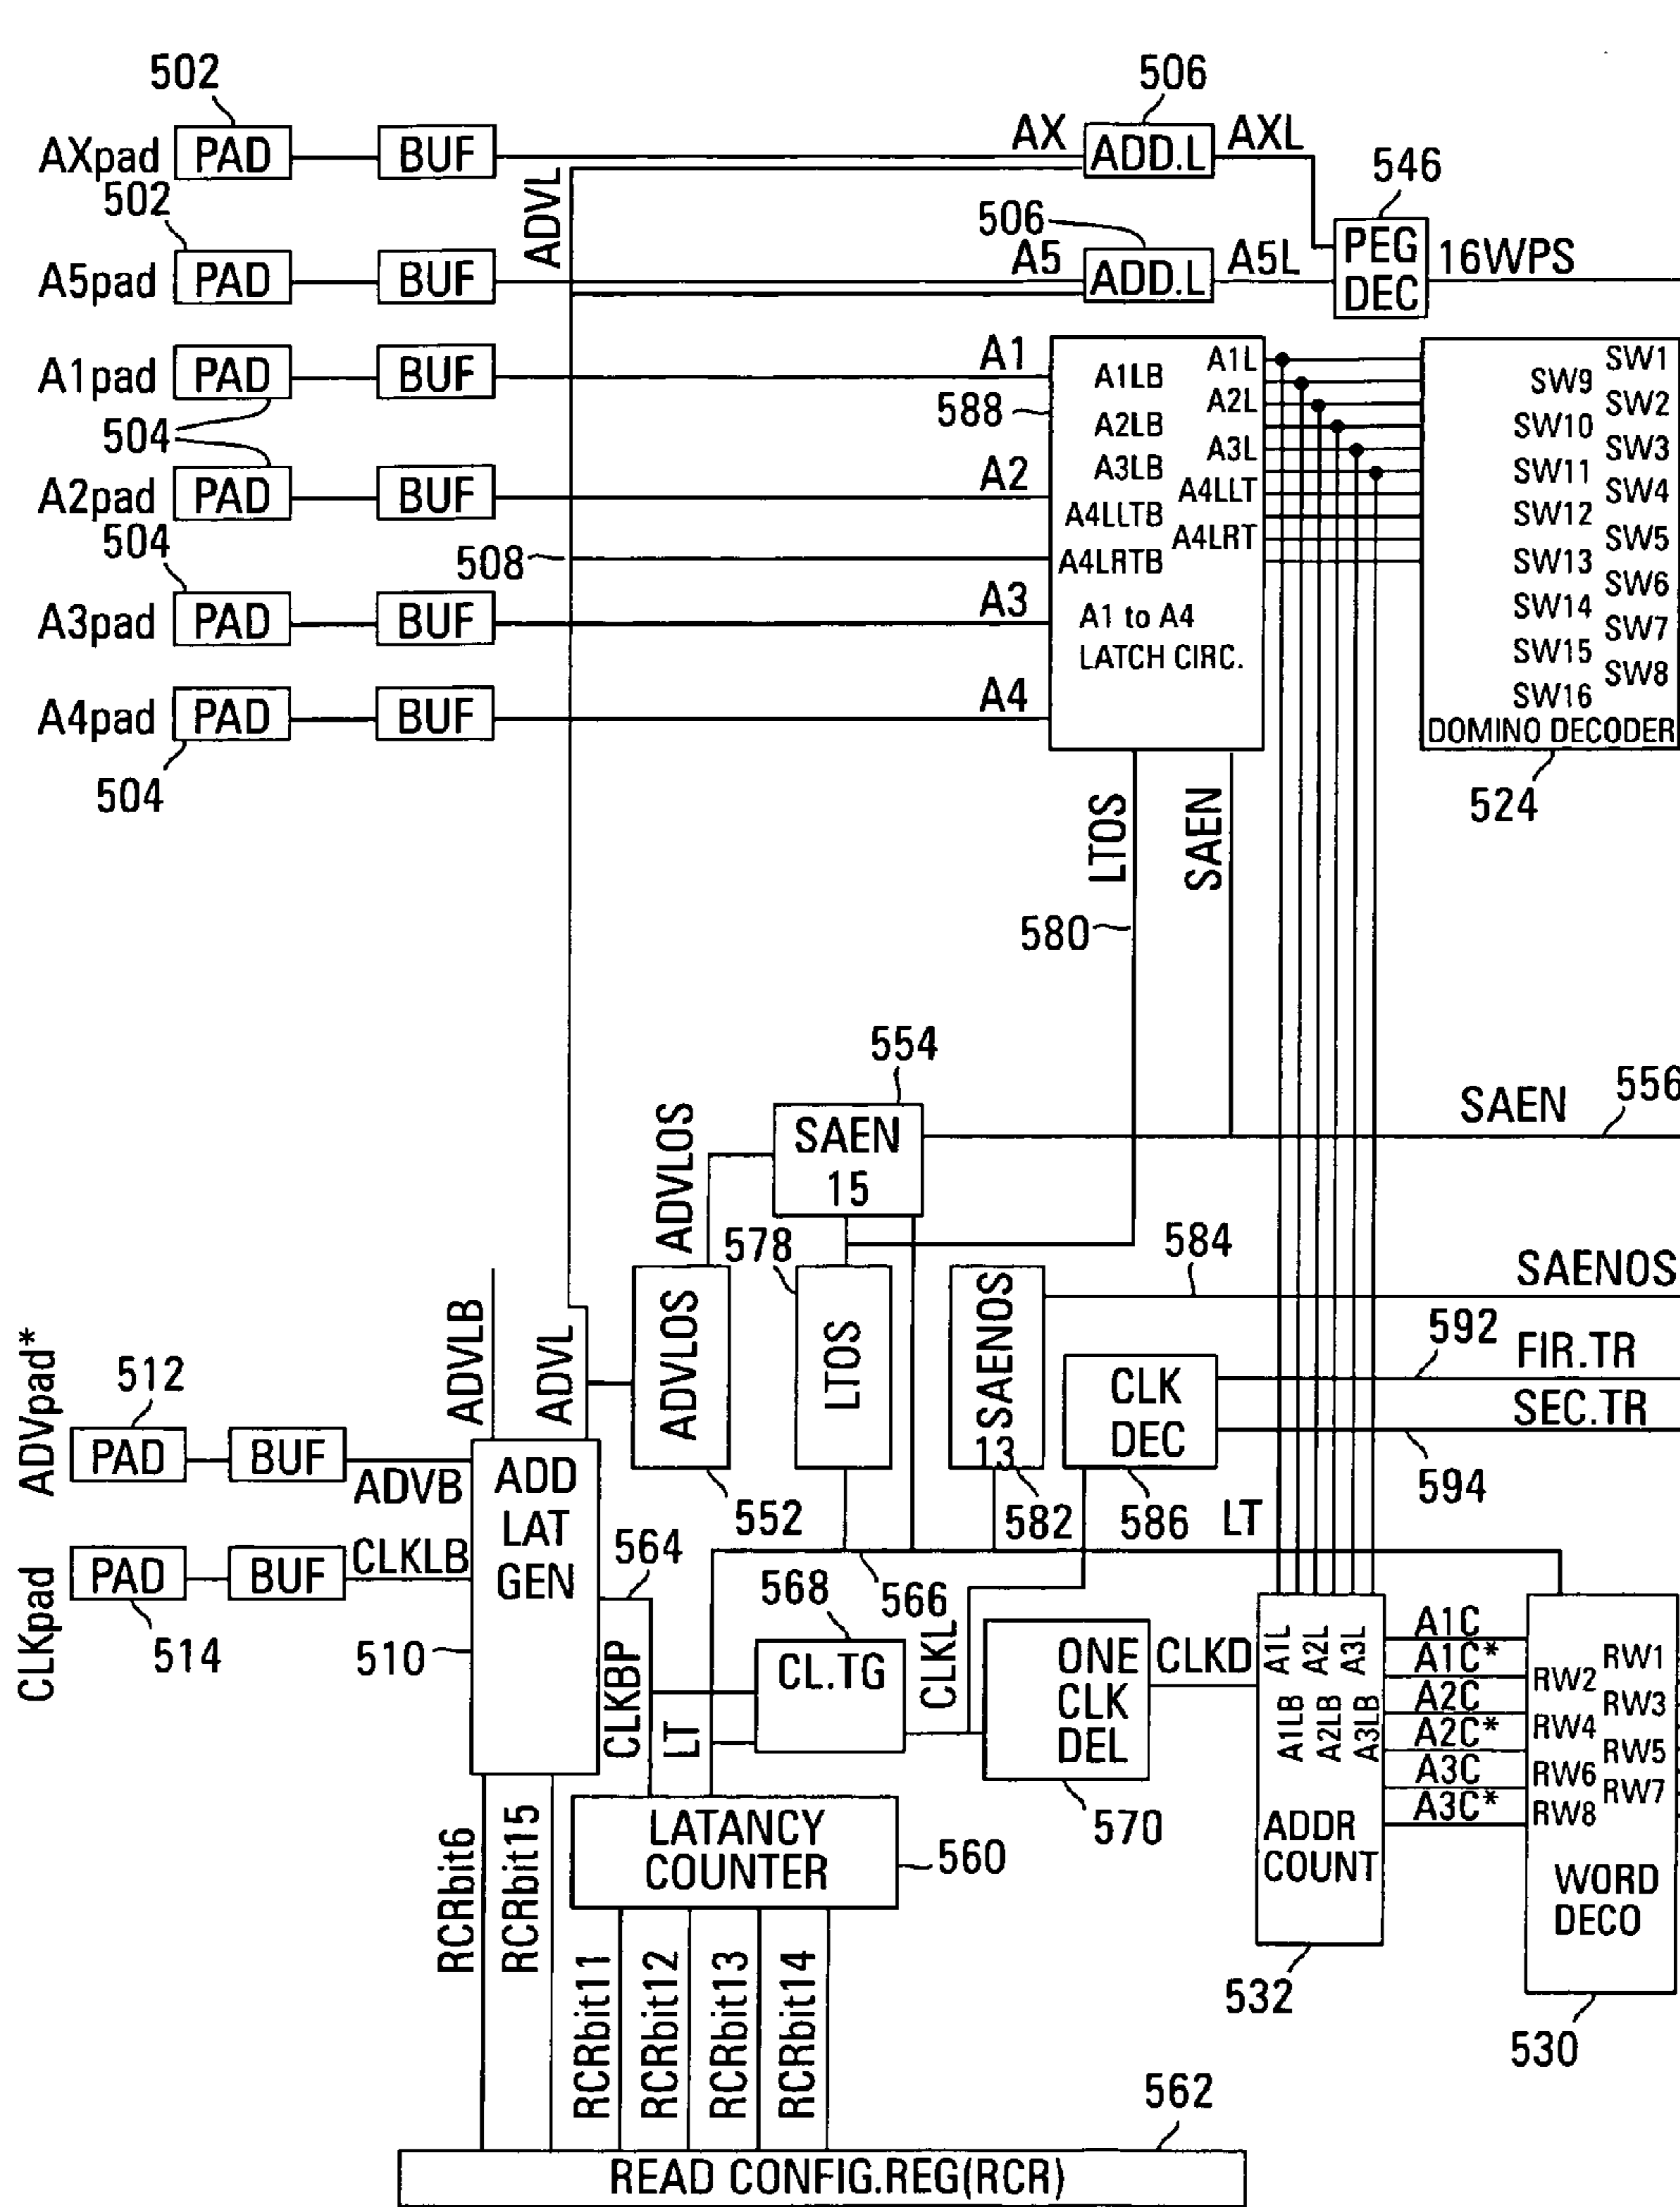 502
506
AXpad PAD BUF AX ADD.L AXL
546
502
ADVL
506
PEG
DEC
16WPS
A5pad PAD BUF A5 ADD.L A5L
A1pad PAD BUF A1
A1L
A1LB
588
A2L
A2LB
A3L
A3LB
A4LLT
A4LLTB
A4LRT
A4LRTB
A1 to A4
LATCH CIRC.
SW1
SW9
SW2
SW10
SW3
SW11
SW4
SW12
SW5
SW13
SW6
SW14
SW7
SW15
SW8
SW16
DOMINO DECODER
524
504
A2pad PAD BUF A2
504
508
A3pad PAD BUF A3
A4pad PAD BUF A4
504
LTOS
SAEN
580
554
556
SAEN
SAEN
15
ADVLOS
578
584
SAENOS
ADVLOS
LTOS
SAENOS
13
592
FIR.TR
CLK
DEC
SEC.TR
594
ADVLB
ADVL
ADVpad*
512
PAD BUF
ADVB
ADD
LAT
GEN
552
582
586
LT
CLKpad
PAD BUF CLKLB
514
510
564
568
566
CLKBP
LT
CL.TG
CLKL
ONE
CLK
DEL
CLKD
570
A1L
A2L
A3L
A1LB
A2LB
A3LB
ADDR
COUNT
532
A1C
A1C*
A2C
A2C*
A3C
A3C*
RW1
RW2
RW3
RW4
RW5
RW6
RW7
RW8
WORD
DECO
530
LATANCY
COUNTER
560
RCRbit6
RCRbit15
RCRbit11
RCRbit12
RCRbit13
RCRbit14
562
READ CONFIG.REG(RCR)